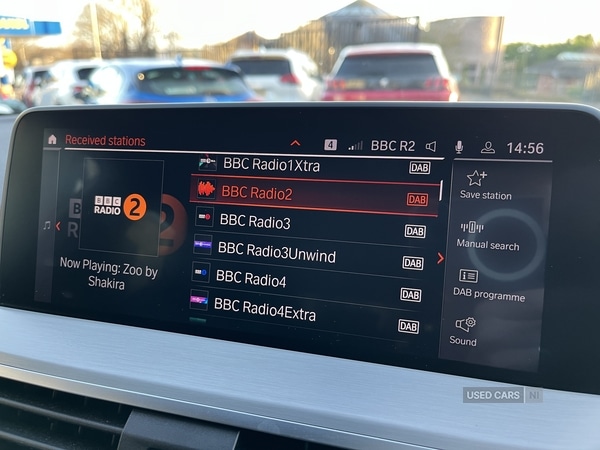 Received stations
4
BBC R2
14:56
BBC
RADIO 2
Now Playing: Zoo by
Shakira
BBC Radio1Xtra DAB
BBC Radio2 DAB
BBC Radio3 DAB
BBC Radio3Unwind DAB
BBC Radio4 DAB
BBC Radio4Extra DAB
Save station
Manual search
DAB programme
Sound
USED CARS NI